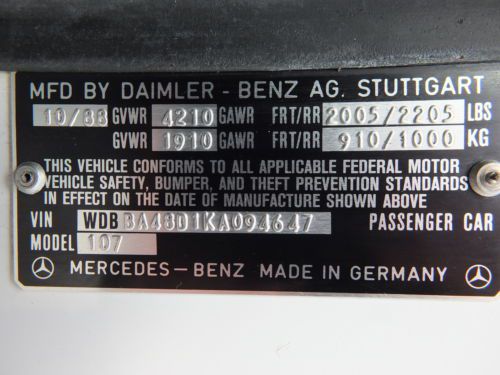 MFD BY DAIMLER - BENZ AG. STUTTGART
10/88 GVWR 4210 GAWR FRT/RR 2005/2205 LBS
GVWR 1910 GAWR FRT/RR 910/1000 KG
THIS VEHICLE CONFORMS TO ALL APPLICABLE FEDERAL MOTOR
VEHICLE SAFETY, BUMPER, AND THEFT PREVENTION STANDARDS
IN EFFECT ON THE DATE OF MANUFACTURE SHOWN ABOVE
VIN WDBBA48D1KA094647 PASSENGER CAR
MODEL 107
MERCEDES-BENZ MADE IN GERMANY